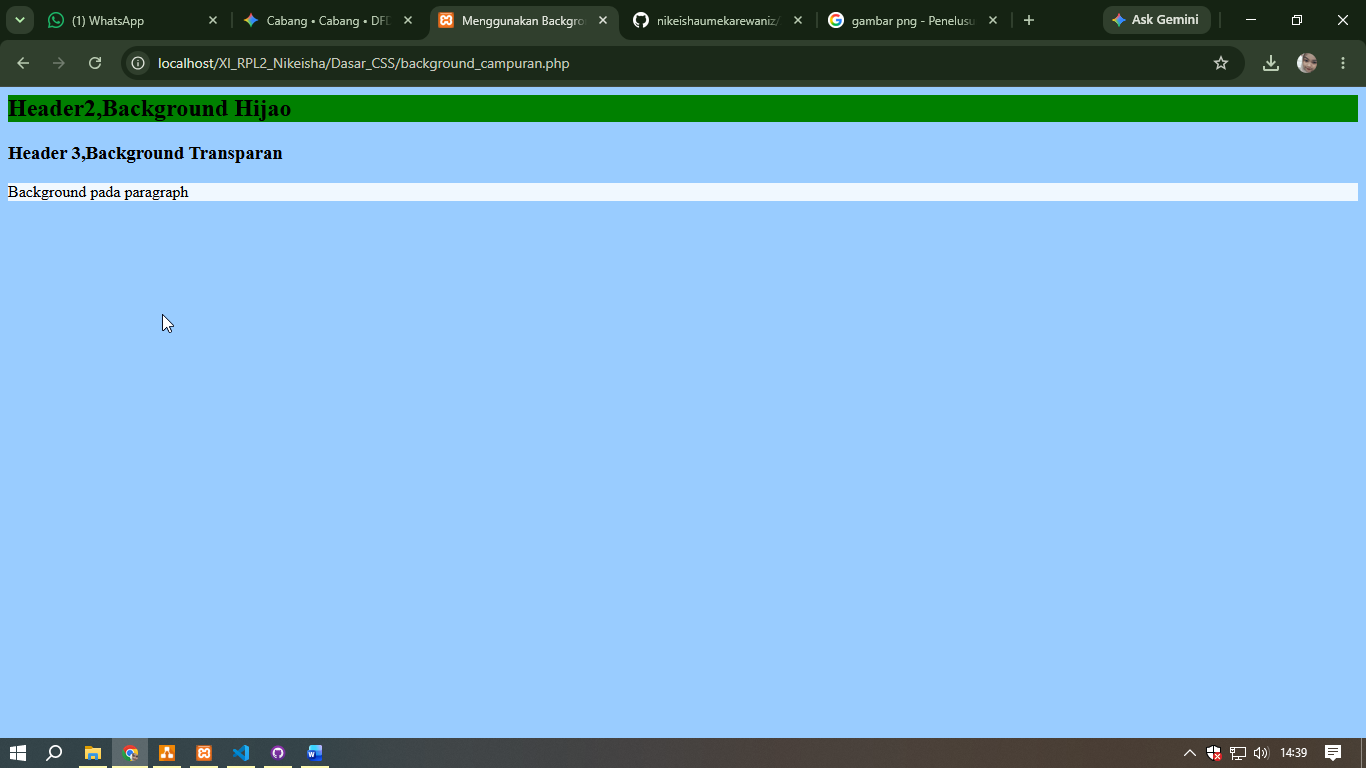 (1) WhatsApp
Cabang • Cabang • DFD
Menggunakan Backgro
nikeishaumekarewaniz/
gambar png - Penelusu
Ask Gemini
localhost/XI_RPL2_Nikeisha/Dasar_CSS/background_campuran.php
Header2,Background Hijao
Header 3,Background Transparan
Background pada paragraph
14:39